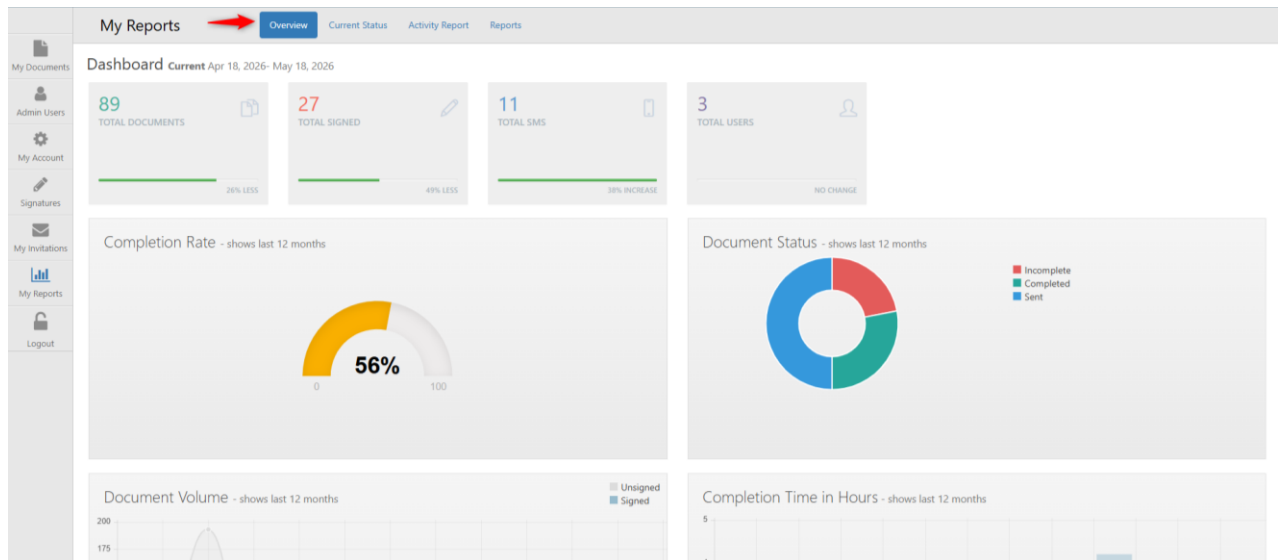 My Reports
Overview Current Status Activity Report Reports
My Documents
Admin Users
My Account
Signatures
My Invitations
My Reports
Logout
Dashboard Current Apr 18, 2026- May 18, 2026
89
TOTAL DOCUMENTS
26% LESS
27
TOTAL SIGNED
49% LESS
11
TOTAL SMS
38% INCREASE
3
TOTAL USERS
NO CHANGE
Completion Rate - shows last 12 months
56%
0 100
Document Status - shows last 12 months
Incomplete
Completed
Sent
Document Volume - shows last 12 months
Unsigned
Signed
200
175
Completion Time in Hours - shows last 12 months
5